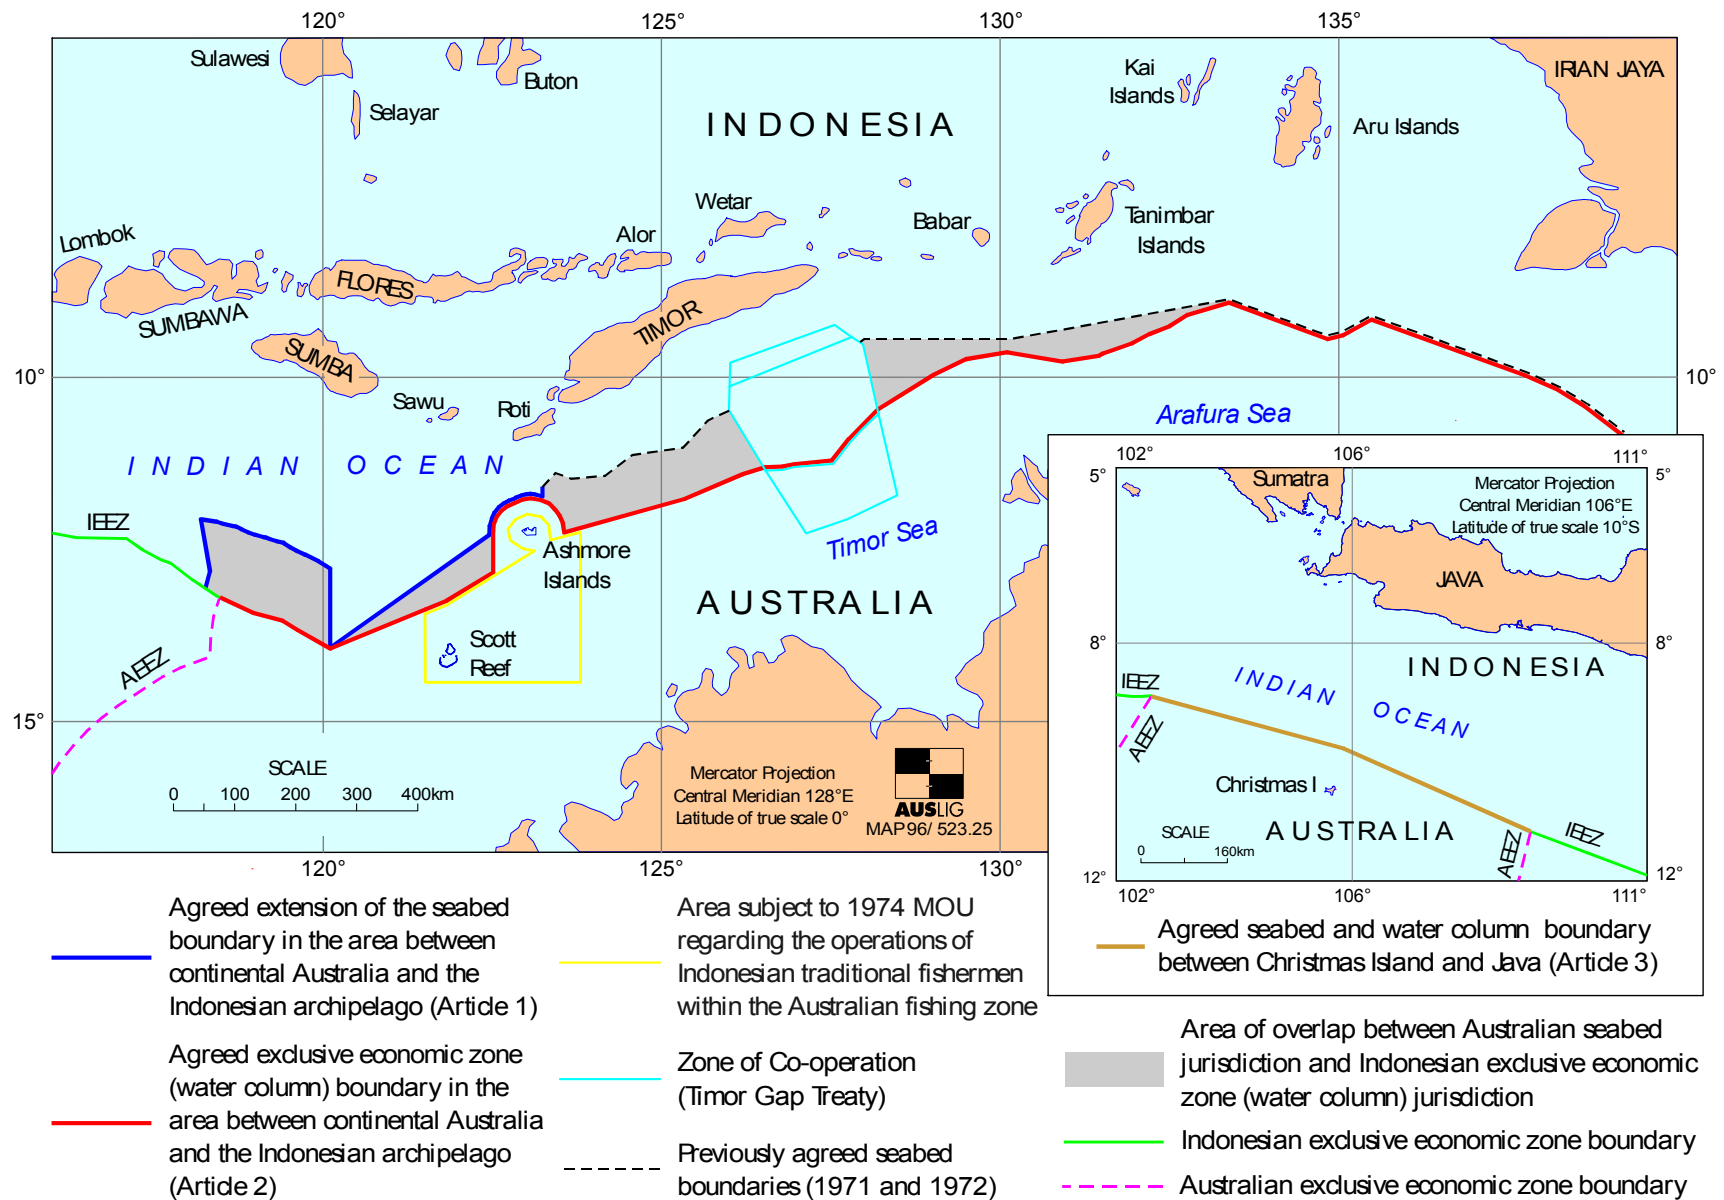 120°
125°
130°
135°
Sulawesi
Buton
Selayar
INDONESIA
Kai
Islands
IRIAN JAYA
Aru Islands
Wetar
Babar
Tanimbar
Islands
Lombok
Alor
FLORES
SUMBAWA
TIMOR
SUMBA
10°
10°
Sawu
Roti
Arafura Sea
INDIAN OCEAN
IEEZ
Timor Sea
Ashmore
Islands
AUSTRALIA
Scott
Reef
AEEZ
15°
SCALE
0 100 200 300 400km
Mercator Projection
Central Meridian 128°E
Latitude of true scale 0°
AUSLIG
MAP 96/ 523.25
120°
125°
130°
102°
106°
111°
5°
5°
Sumatra
Mercator Projection
Central Meridian 106°E
Latitude of true scale 10°S
JAVA
8°
8°
INDONESIA
IEEZ
INDIAN
OCEAN
AEEZ
Christmas I
AUSTRALIA
SCALE
0 160km
AEEZ
IEEZ
12°
12°
102°
106°
111°
Agreed seabed and water column boundary
between Christmas Island and Java (Article 3)
Agreed extension of the seabed
boundary in the area between
continental Australia and the
Indonesian archipelago (Article 1)
Agreed exclusive economic zone
(water column) boundary in the
area between continental Australia
and the Indonesian archipelago
(Article 2)
Area subject to 1974 MOU
regarding the operations of
Indonesian traditional fishermen
within the Australian fishing zone
Zone of Co-operation
(Timor Gap Treaty)
Previously agreed seabed
boundaries (1971 and 1972)
Area of overlap between Australian seabed
jurisdiction and Indonesian exclusive economic
zone (water column) jurisdiction
Indonesian exclusive economic zone boundary
Australian exclusive economic zone boundary